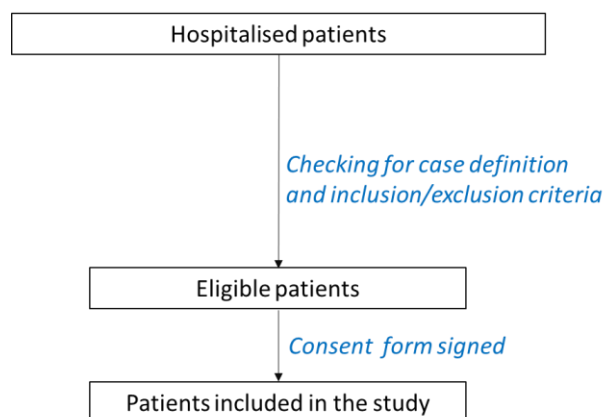 Hospitalised patients
Checking for case definition
and inclusion/exclusion criteria
Eligible patients
Consent form signed
Patients included in the study